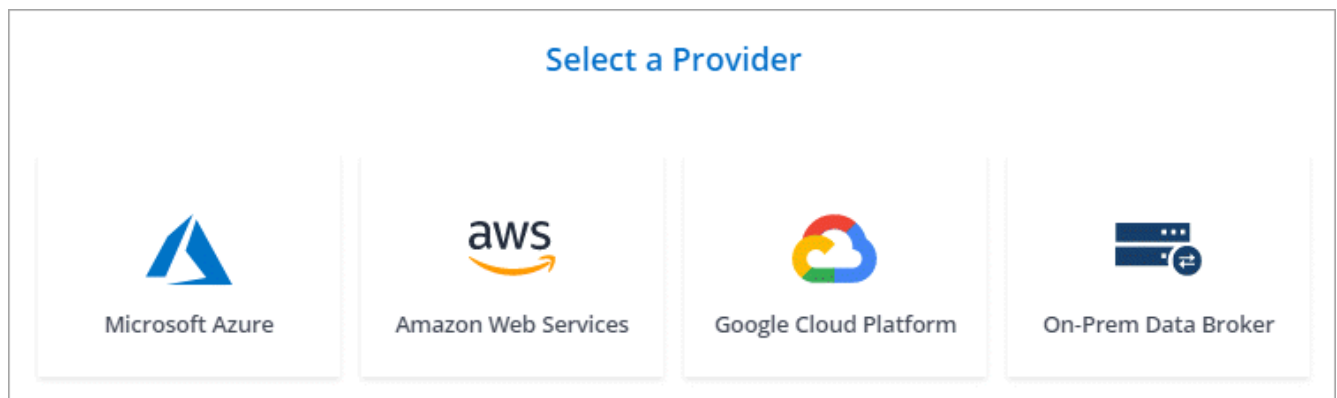 Select a Provider
aws
Microsoft Azure
Amazon Web Services
Google Cloud Platform
On-Prem Data Broker